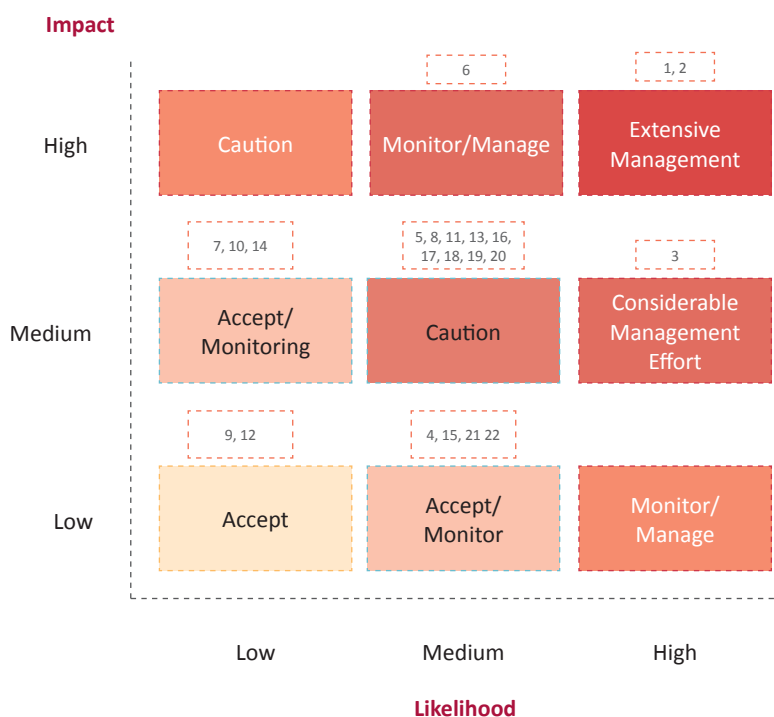 Impact
6
1, 2
High
Caution
Monitor/Manage
Extensive
Management
7, 10, 14
5, 8, 11, 13, 16,
17, 18, 19, 20
3
Medium
Accept/
Monitoring
Caution
Considerable
Management
Effort
9, 12
4, 15, 21 22
Low
Accept
Accept/
Monitor
Monitor/
Manage
Low
Medium
High
Likelihood